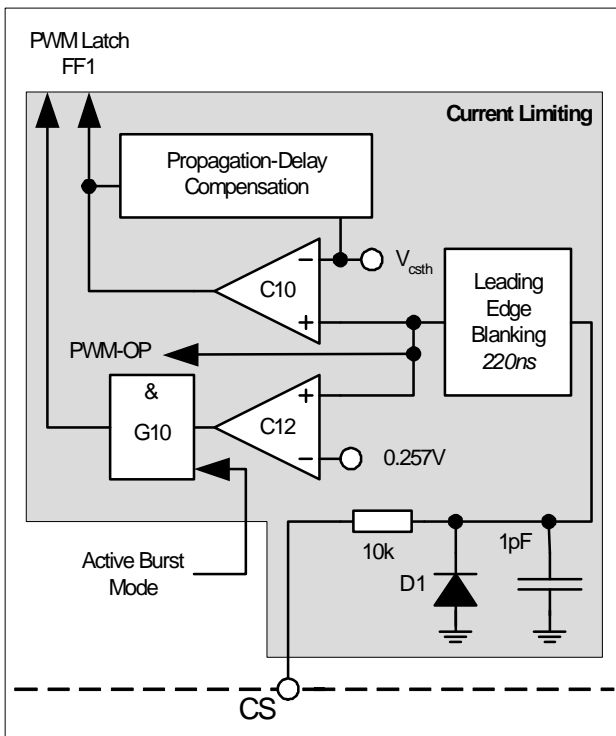 PWM Latch
FF1
Current Limiting
Propagation-Delay
Compensation
Vcsth
C10
Leading
Edge
Blanking
220ns
PWM-OP
&
G10
C12
0.257V
Active Burst
Mode
10k
1pF
D1
CS